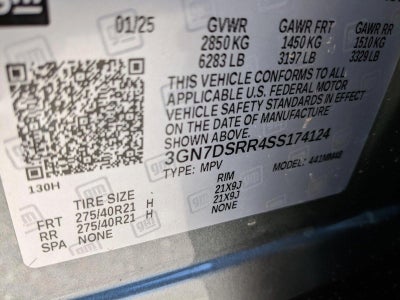 gm
01/25 GVWR GAWR FRT GAWR RR
2850 KG 1450 KG 1510 KG
6283 LB 3197 LB 3329 LB
THIS VEHICLE CONFORMS TO ALL
APPLICABLE U.S. FEDERAL MOTOR
VEHICLE SAFETY STANDARDS IN EFFECT
ON THE DATE OF MANUFACTURE
SHOWN ABOVE.
3GN7DSRR4SS174124
TYPE: MPV MODEL:
130H
TIRE SIZE RIM
FRT 275/40R21 H 21X9J
RR 275/40R21 H 21X9J
SPA NONE NONE